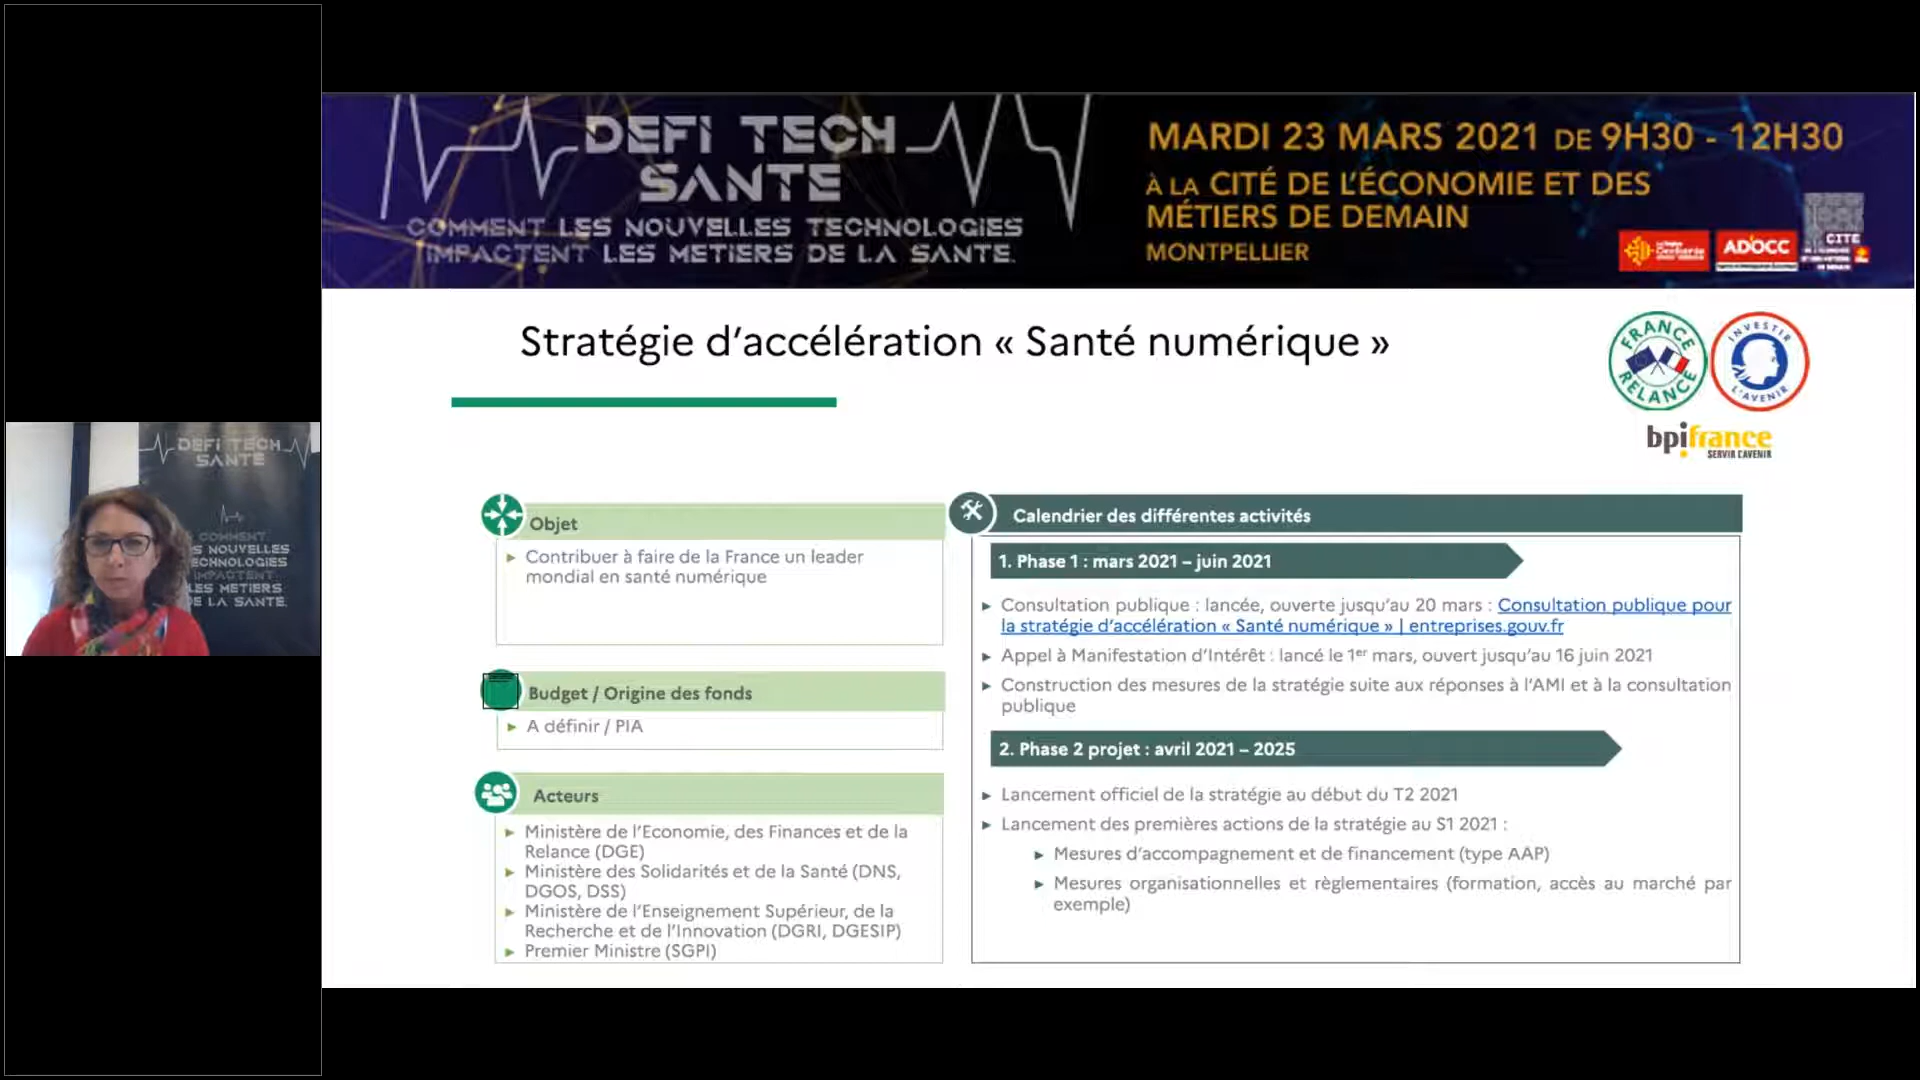 DEFI TECH
SANTE
COMMENT LES NOUVELLES TECHNOLOGIES
IMPACTENT LES METIERS DE LA SANTE.
MARDI 23 MARS 2021 DE 9H30 - 12H30
À LA CITÉ DE L'ÉCONOMIE ET DES
MÉTIERS DE DEMAIN
MONTPELLIER
ADOCC
CITE
Stratégie d'accélération « Santé numérique »
FRANCE
RELANCE
INVESTIR
L'AVENIR
bpifrance
SERVIR L'AVENIR
Objet
Contribuer à faire de la France un leader
mondial en santé numérique
Budget / Origine des fonds
A définir / PIA
Acteurs
Ministère de l'Economie, des Finances et de la
Relance (DGE)
Ministère des Solidarités et de la Santé (DNS,
DGOS, DSS)
Ministère de l'Enseignement Supérieur, de la
Recherche et de l'Innovation (DGRI, DGESIP)
Premier Ministre (SGPI)
Calendrier des différentes activités
1. Phase 1 : mars 2021 – juin 2021
Consultation publique : lancée, ouverte jusqu'au 20 mars : Consultation publique pour
la stratégie d'accélération « Santé numérique » | entreprises.gouv.fr
Appel à Manifestation d'Intérêt : lancé le 1er mars, ouvert jusqu'au 16 juin 2021
Construction des mesures de la stratégie suite aux réponses à l'AMI et à la consultation
publique
2. Phase 2 projet : avril 2021 – 2025
Lancement officiel de la stratégie au début du T2 2021
Lancement des premières actions de la stratégie au S1 2021 :
Mesures d'accompagnement et de financement (type AAP)
Mesures organisationnelles et règlementaires (formation, accès au marché par
exemple)
DEFI TECH
SANTE
COMMENT
S NOUVELLES
ECHNOLOGIES
IMPACTENT
LES METIERS
DE LA SANTE.